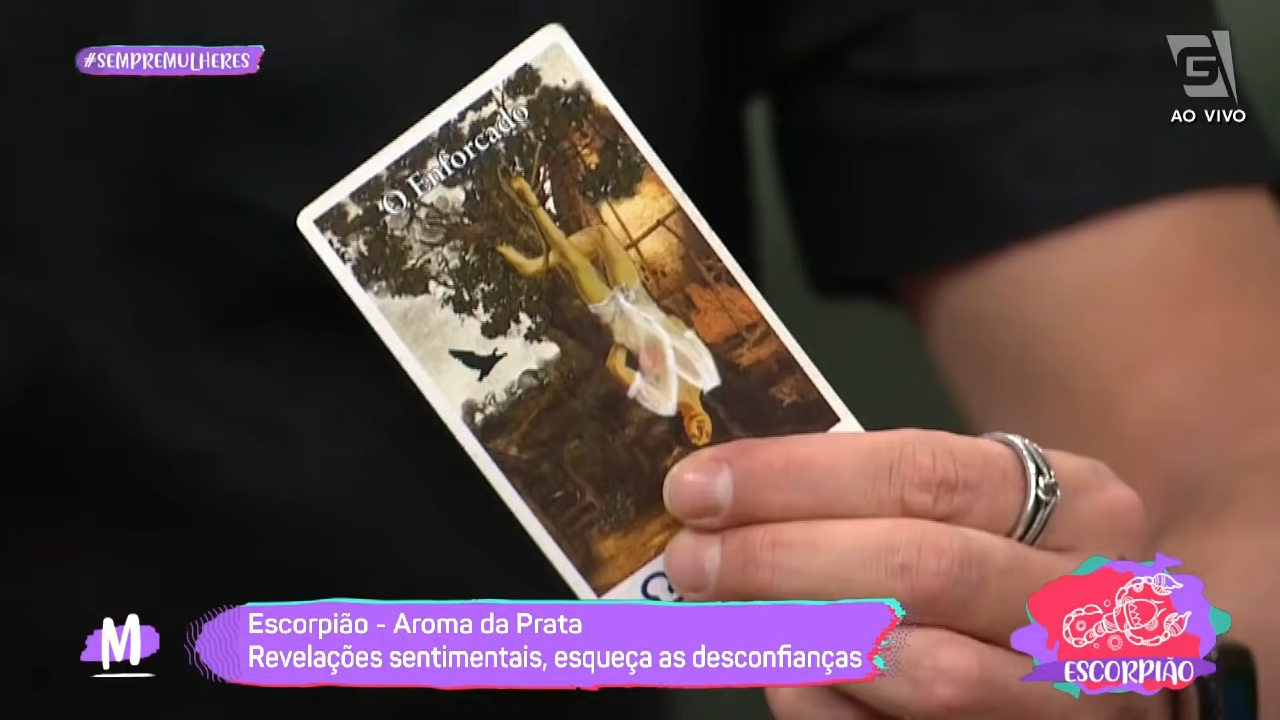 #SEMPREMULHERES
G
AO VIVO
O Enforcado
M
Escorpião - Aroma da Prata
Revelações sentimentais, esqueça as desconfianças
ESCORPIÃO